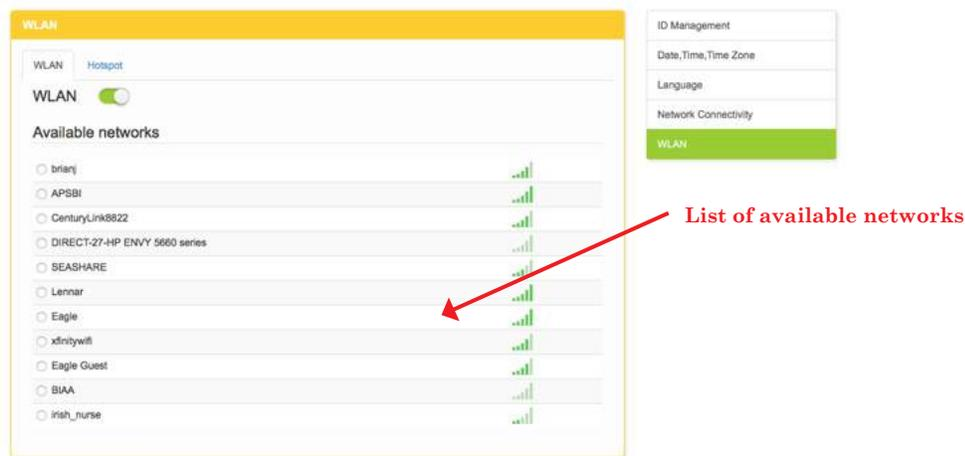 WLAN
WLAN Hotspot
WLAN
Available networks
brianj
APSBI
CenturyLink8822
DIRECT-27-HP ENVY 5660 series
SEASHARE
Lennar
Eagle
xfinitywifi
Eagle Guest
BIAA
irish_nurse
ID Management
Date,Time,Time Zone
Language
Network Connectivity
WLAN
List of available networks